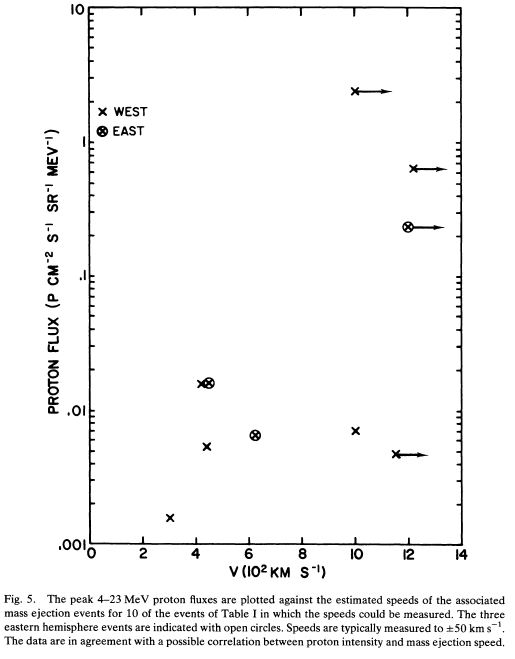 10
× WEST
⊗ EAST
1
.1
.01
.001
PROTON FLUX (P CM⁻² S⁻¹ SR⁻¹ MEV⁻¹)
0 2 4 6 8 10 12 14
V (10² KM S⁻¹)
Fig. 5. The peak 4–23 MeV proton fluxes are plotted against the estimated speeds of the associated
mass ejection events for 10 of the events of Table I in which the speeds could be measured. The three
eastern hemisphere events are indicated with open circles. Speeds are typically measured to ±50 km s⁻¹.
The data are in agreement with a possible correlation between proton intensity and mass ejection speed.